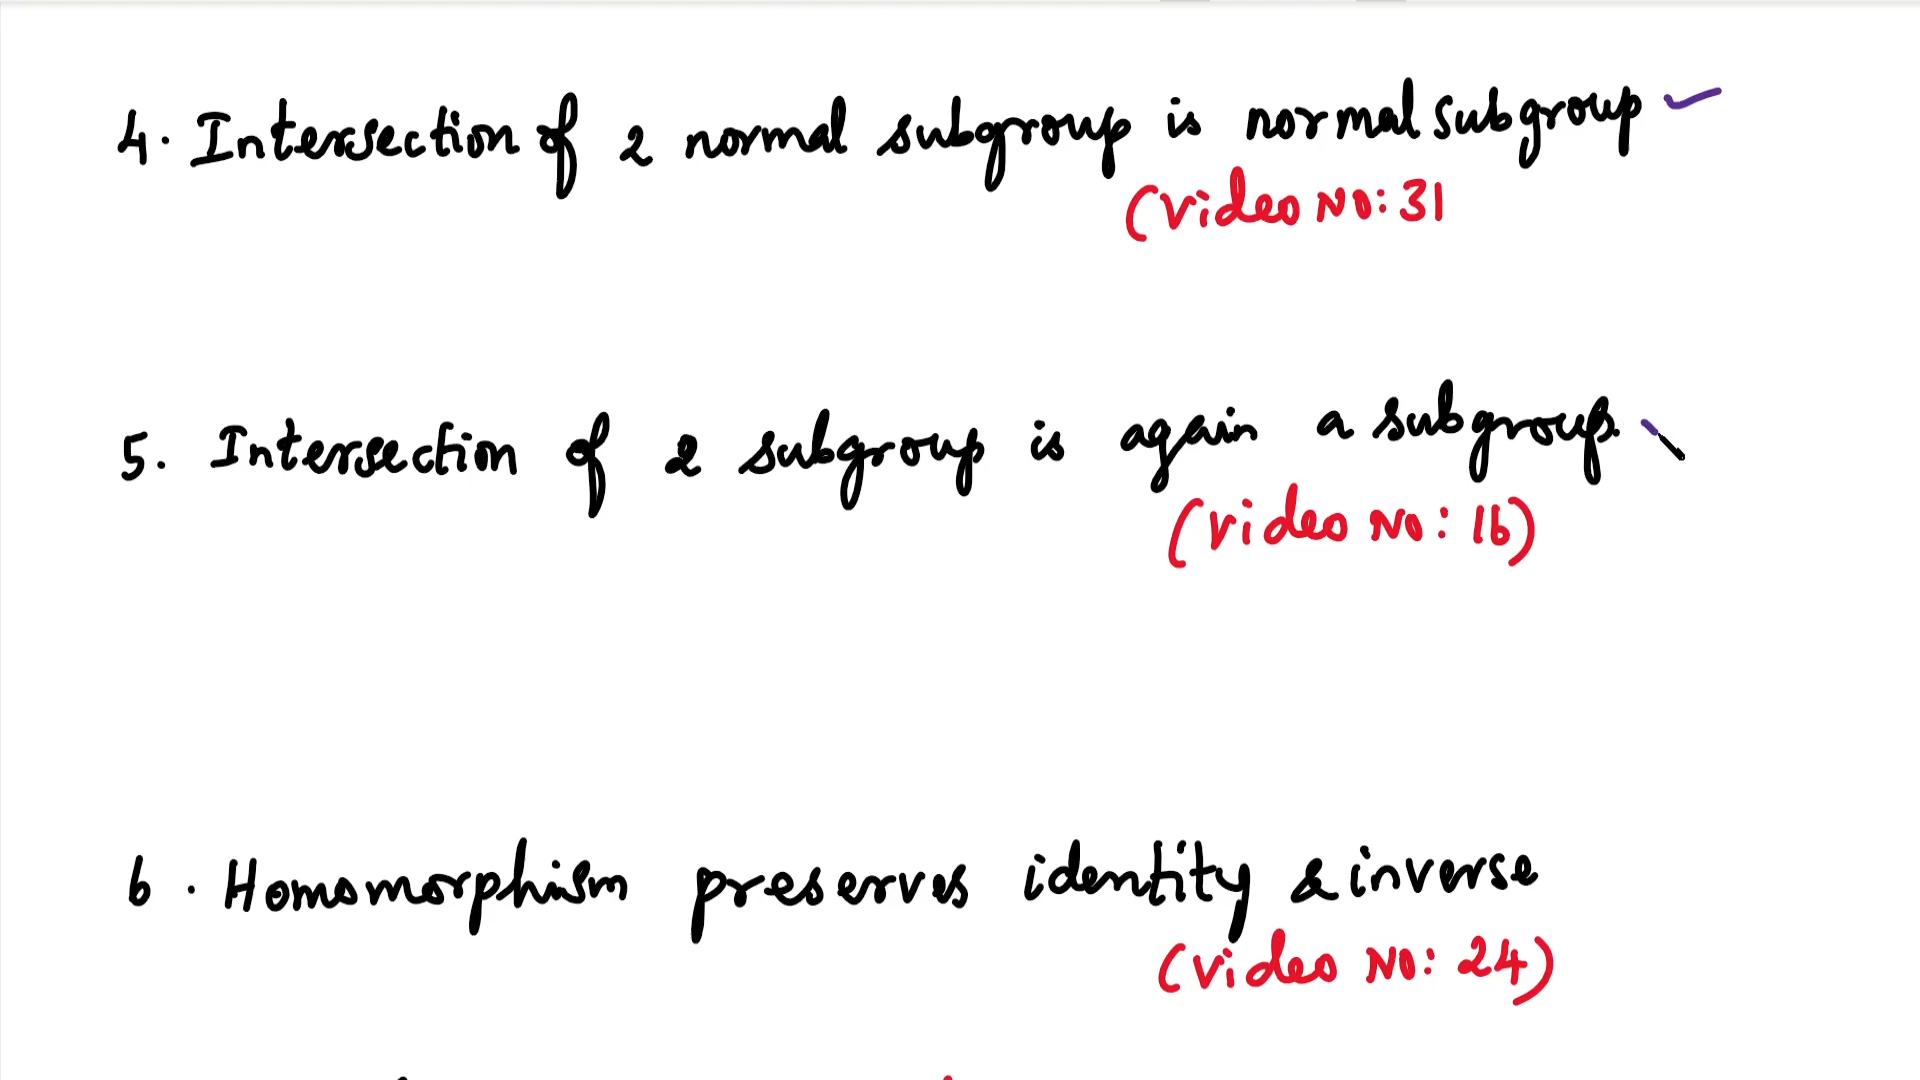 4. Intersection of 2 normal subgroup is normal subgroup
(Video No: 31
5. Intersection of 2 subgroup is again a subgroup.
(Video No: 16)
6. Homomorphism preserves identity & inverse
(Video No: 24)